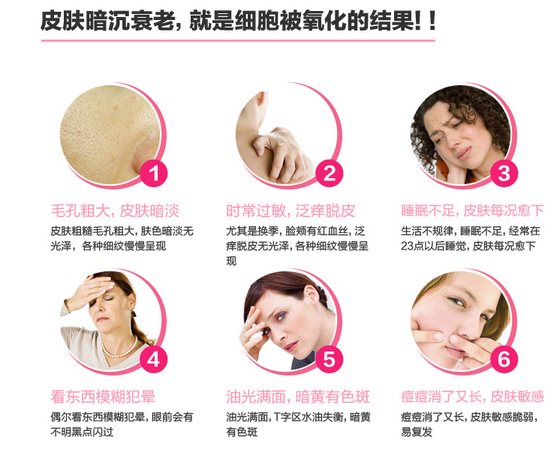 皮肤暗沉衰老，就是细胞被氧化的结果！！
1
毛孔粗大，皮肤暗淡
皮肤粗糙毛孔粗大，肤色暗淡无
光泽，各种细纹慢慢呈现
2
时常过敏，泛痒脱皮
尤其是换季，脸颊有红血丝，泛
痒脱皮无光泽，各种细纹慢慢呈
现
3
睡眠不足，皮肤每况愈下
生活不规律，睡眠不足，经常在
23点以后睡觉，皮肤每况愈下
4
看东西模糊犯晕
偶尔看东西模糊犯晕，眼前会有
不明黑点闪过
5
油光满面，暗黄有色斑
油光满面，T字区水油失衡，暗黄
有色斑
6
痘痘消了又长，皮肤敏感
痘痘消了又长，皮肤敏感脆弱，
易复发